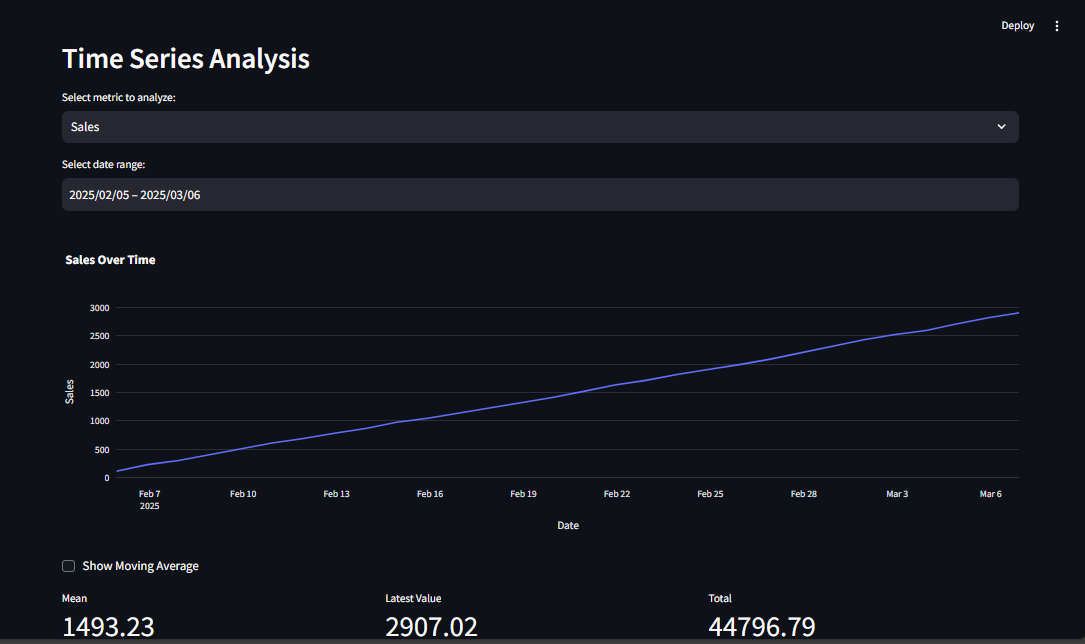 Deploy
Time Series Analysis
Select metric to analyze:
Sales
Select date range:
2025/02/05 – 2025/03/06
Sales Over Time
3000
2500
2000
1500
1000
500
0
Sales
Feb 7
2025
Feb 10
Feb 13
Feb 16
Feb 19
Feb 22
Feb 25
Feb 28
Mar 3
Mar 6
Date
Show Moving Average
Mean
Latest Value
Total
1493.23
2907.02
44796.79